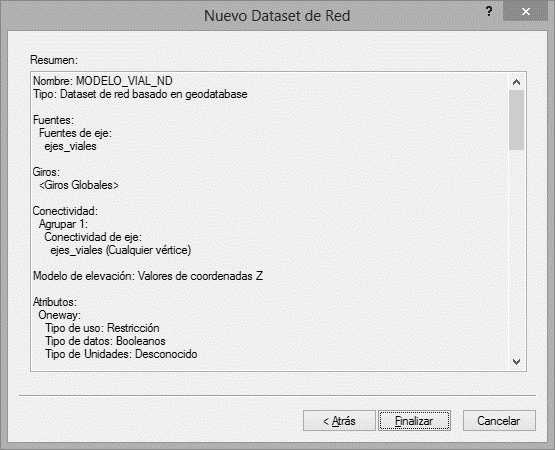 Nuevo Dataset de Red
?
x
Resumen:
Nombre: MODELO_VIAL_ND
Tipo: Dataset de red basado en geodatabase
Fuentes:
Fuentes de eje:
ejes_viales
Giros:
<Giros Globales>
Conectividad:
Agrupar 1:
Conectividad de eje:
ejes_viales (Cualquier vértice)
Modelo de elevación: Valores de coordenadas Z
Atributos:
Oneway:
Tipo de uso: Restricción
Tipo de datos: Booleanos
Tipo de Unidades: Desconocido
< Atrás
Finalizar
Cancelar